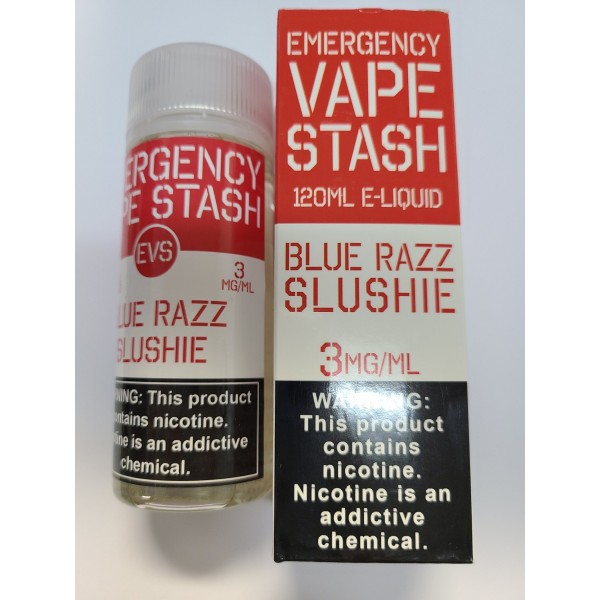 ERGENCY
PE STASH
EVS
3
MG/ML
LUE RAZZ
SLUSHIE
NING: This product
ontains nicotine.
tine is an addictive
chemical.
EMERGENCY
VAPE
STASH
120ML E-LIQUID
BLUE RAZZ
SLUSHIE
3MG/ML
WARNING:
This product
contains
nicotine.
Nicotine is an
addictive
chemical.